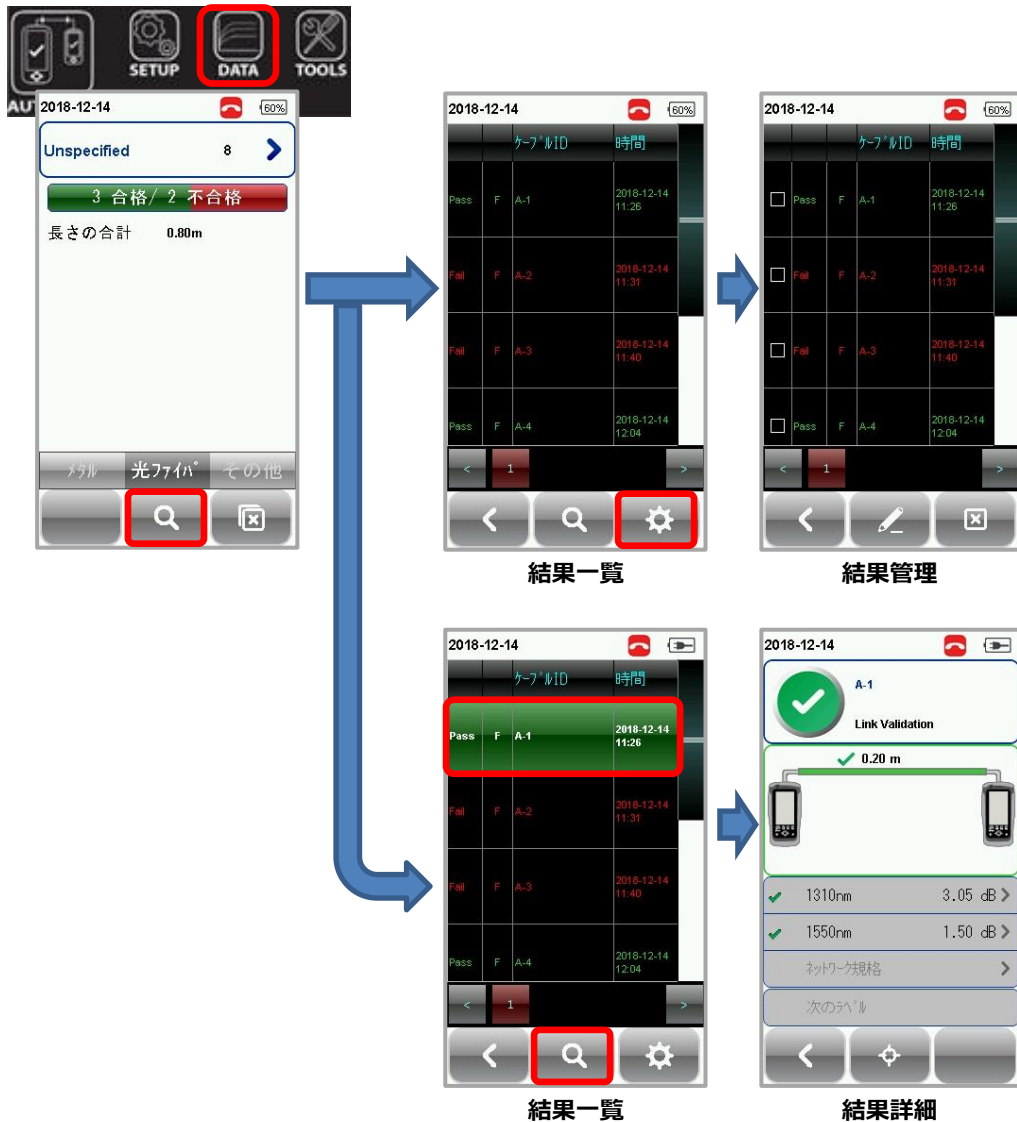 SETUP
DATA
TOOLS
AU
2018-12-14
60%
Unspecified 8
3 合格/ 2 不合格
長さの合計 0.80m
メタル 光ファイバ その他
2018-12-14
60%
ケーブルID 時間
Pass F A-1 2018-12-14
11:26
Fail F A-2 2018-12-14
11:31
Fail F A-3 2018-12-14
11:40
Pass F A-4 2018-12-14
12:04
< 1 >
結果一覧
2018-12-14
60%
ケーブルID 時間
Pass F A-1 2018-12-14
11:26
Fail F A-2 2018-12-14
11:31
Fail F A-3 2018-12-14
11:40
Pass F A-4 2018-12-14
12:04
< 1 >
結果管理
2018-12-14
ケーブルID 時間
Pass F A-1 2018-12-14
11:26
Fail F A-2 2018-12-14
11:31
Fail F A-3 2018-12-14
11:40
Pass F A-4 2018-12-14
12:04
< 1 >
結果一覧
2018-12-14
A-1
Link Validation
0.20 m
1310nm 3.05 dB
1550nm 1.50 dB
ネットワーク規格
次のラベル
結果詳細